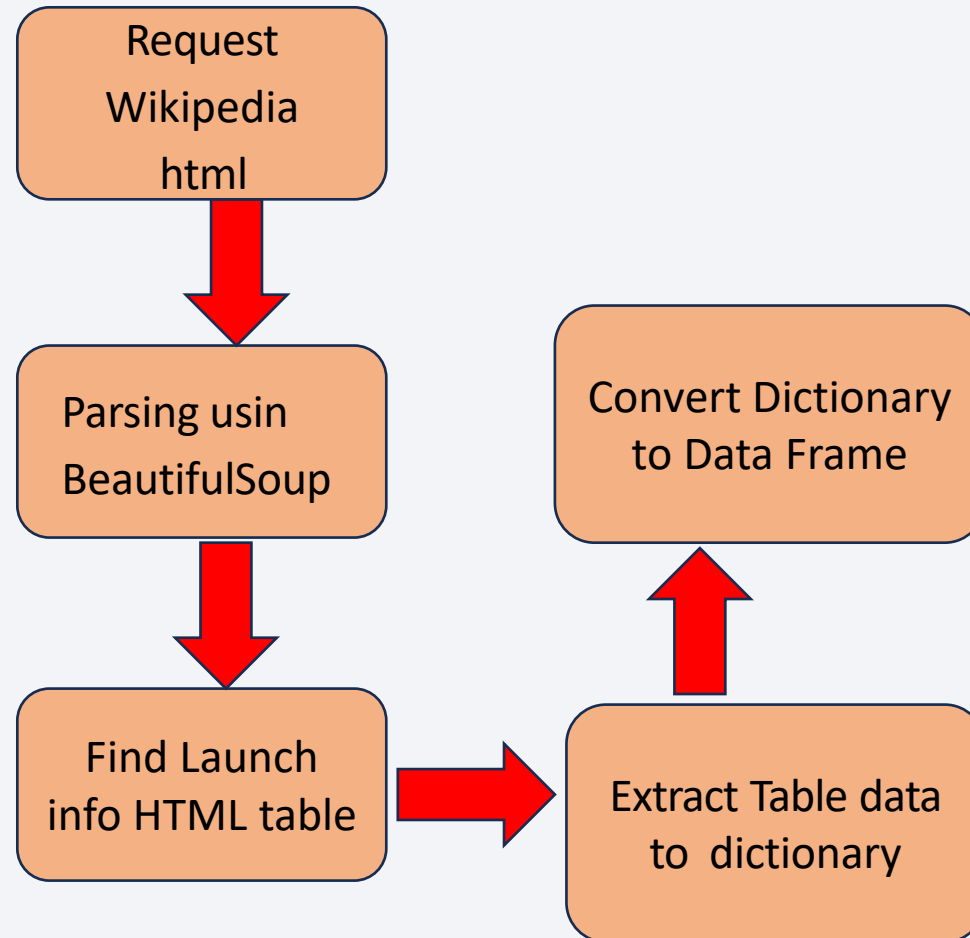 Request
Wikipedia
html
Parsing usin
BeautifulSoup
Find Launch
info HTML table
Extract Table data
to dictionary
Convert Dictionary
to Data Frame